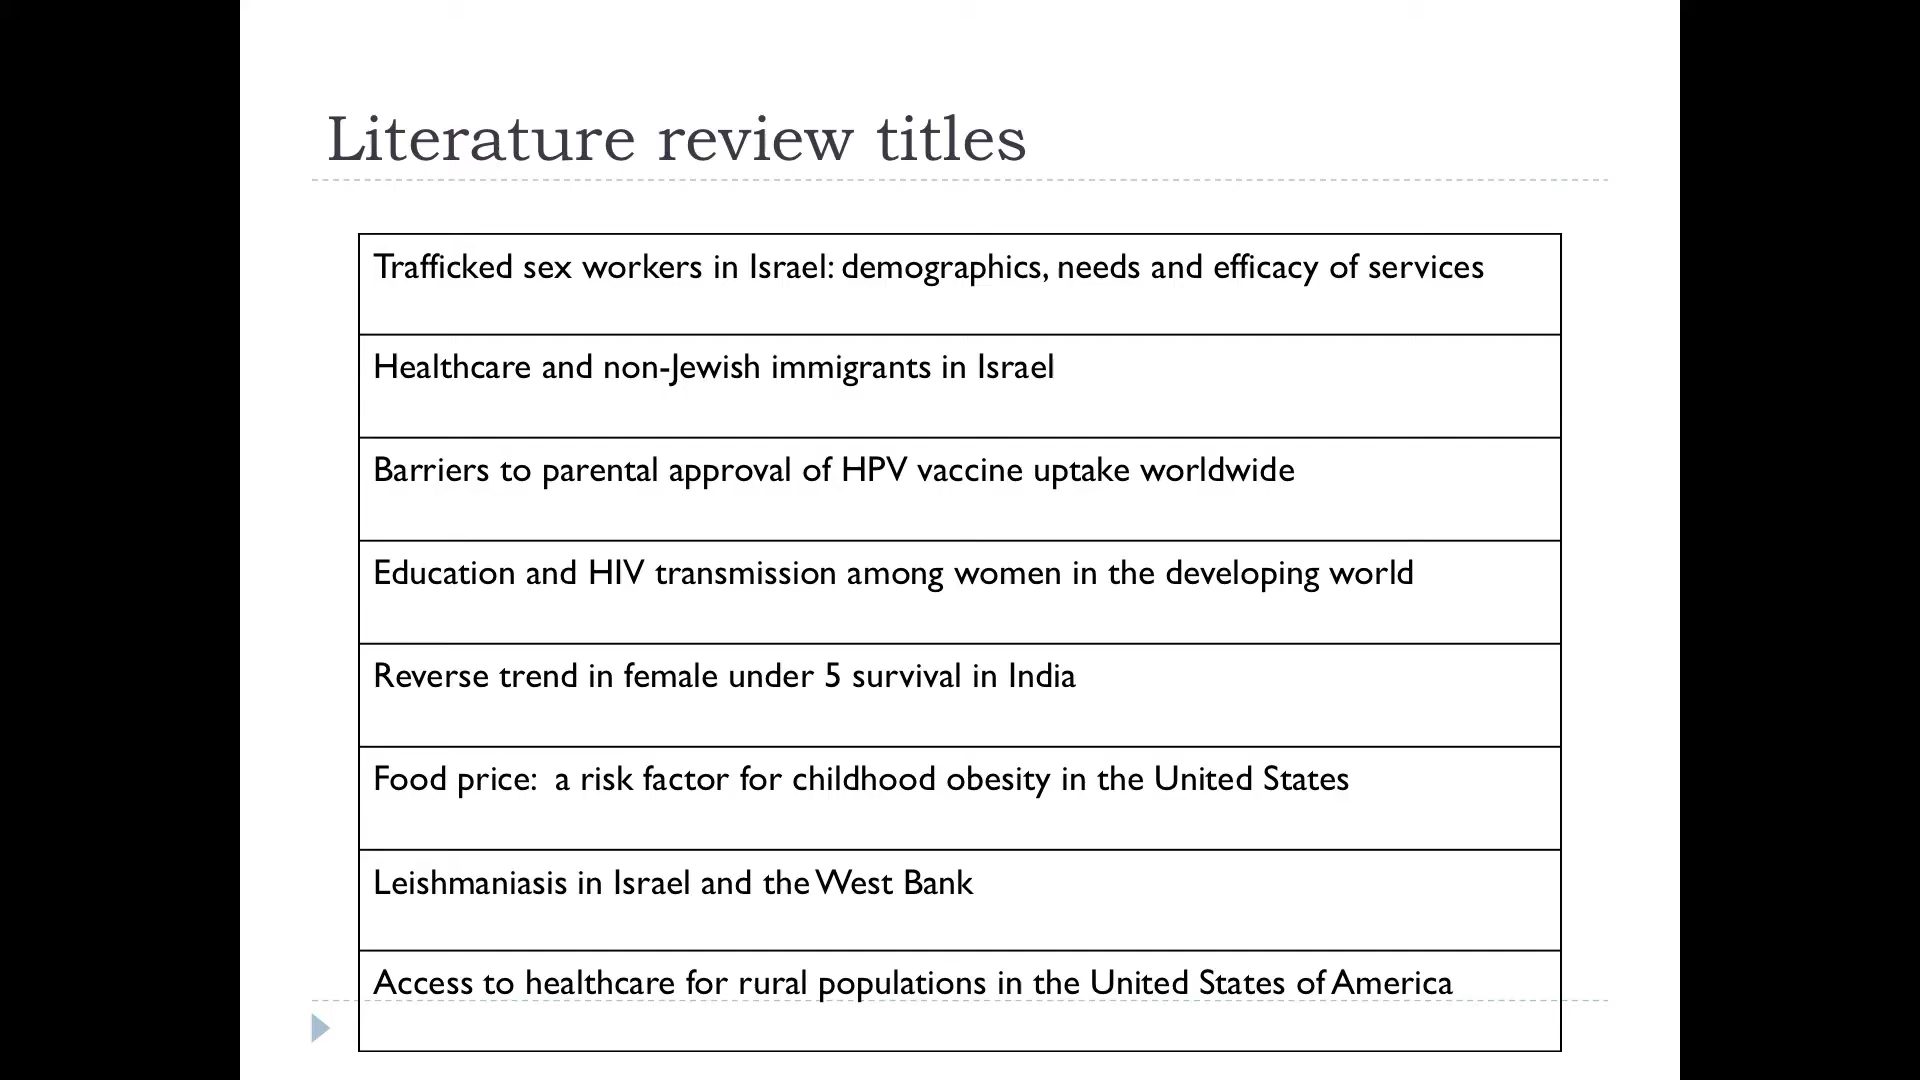 Literature review titles
Trafficked sex workers in Israel: demographics, needs and efficacy of services
Healthcare and non-Jewish immigrants in Israel
Barriers to parental approval of HPV vaccine uptake worldwide
Education and HIV transmission among women in the developing world
Reverse trend in female under 5 survival in India
Food price:  a risk factor for childhood obesity in the United States
Leishmaniasis in Israel and the West Bank
Access to healthcare for rural populations in the United States of America